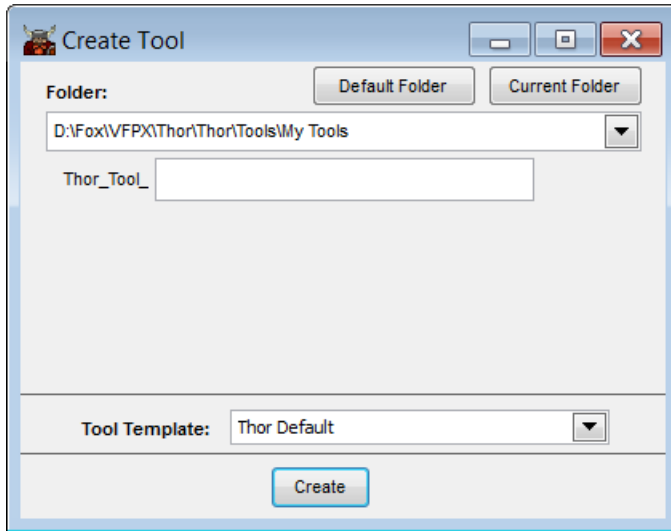 Create Tool
Folder:
Default Folder
Current Folder
D:\Fox\VFPX\Thor\Thor\Tools\My Tools
Thor_Tool_
Tool Template:
Thor Default
Create